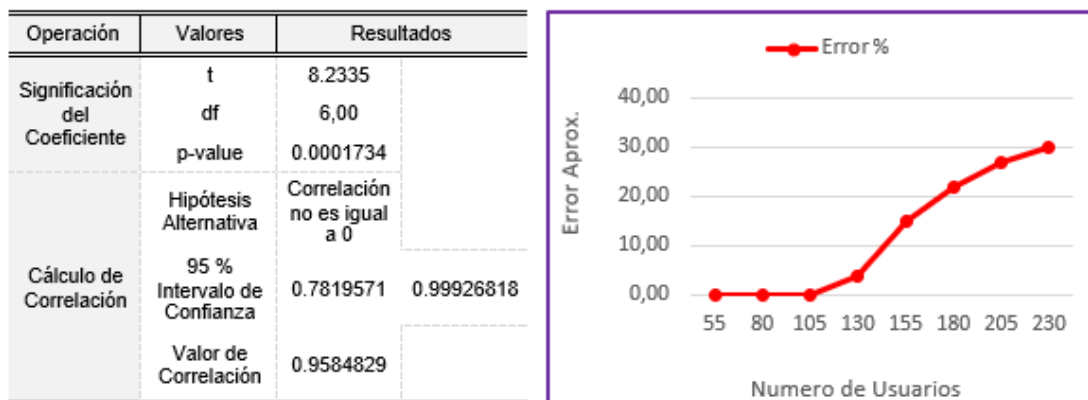 Operación Valores Resultados
Significación
del
Coeficiente
t 8.2335
df 6,00
p-value 0.0001734
Cálculo de
Correlación
Hipótesis
Alternativa
Correlación
no es igual
a 0
95 %
Intervalo de
Confianza
0.7819571 0.99926818
Valor de
Correlación
0.9584829
Error %
Error Aprox.
40,00
30,00
20,00
10,00
0,00
55 80 105 130 155 180 205 230
Numero de Usuarios